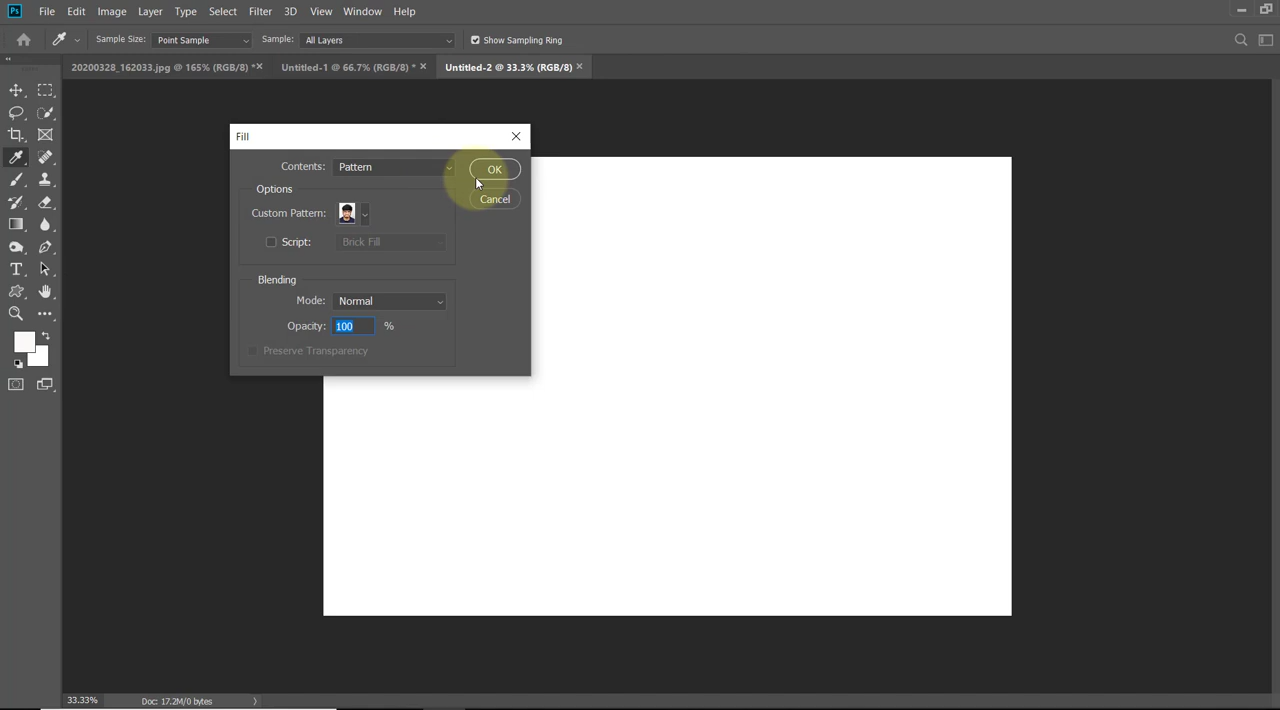 Ps File Edit Image Layer Type Select Filter 3D View Window Help
Sample Size: Point Sample Sample: All Layers Show Sampling Ring
20200328_162033.jpg @ 165% (RGB/8) * Untitled-1 @ 66.7% (RGB/8) * Untitled-2 @ 33.3% (RGB/8)
Fill
Contents: Pattern OK
Options
Cancel
Custom Pattern:
Script: Brick Fill
Blending
Mode: Normal
Opacity: 100 %
Preserve Transparency
33.33% Doc: 17.2M/0 bytes